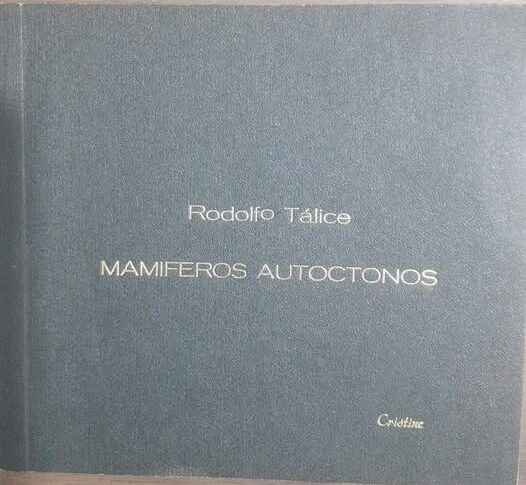 Rodolfo Tálice
MAMIFEROS AUTOCTONOS
Cristine